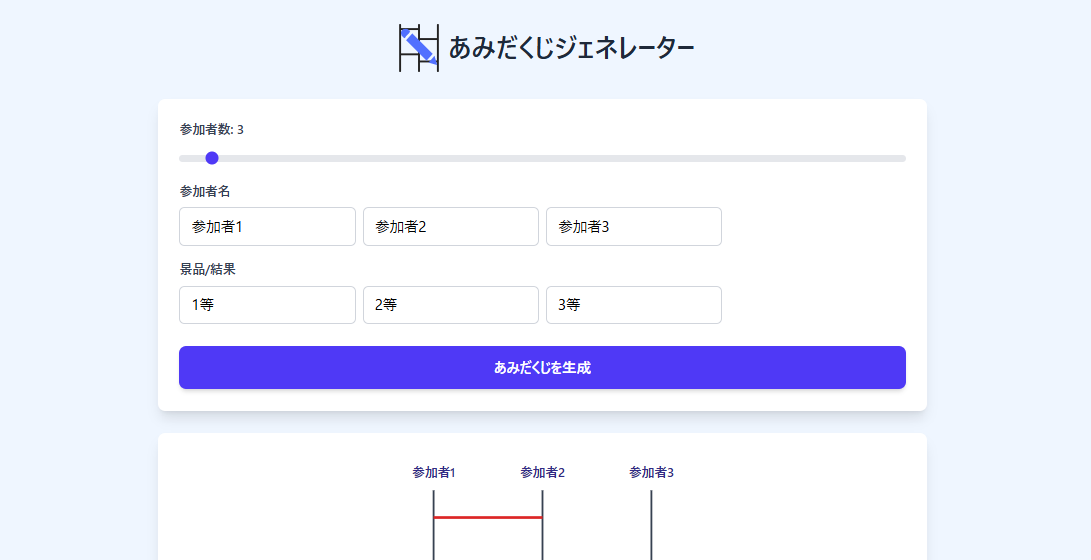 あみだくじジェネレーター
参加者数: 3
参加者名
参加者1 参加者2 参加者3
景品/結果
1等 2等 3等
あみだくじを生成
参加者1 参加者2 参加者3